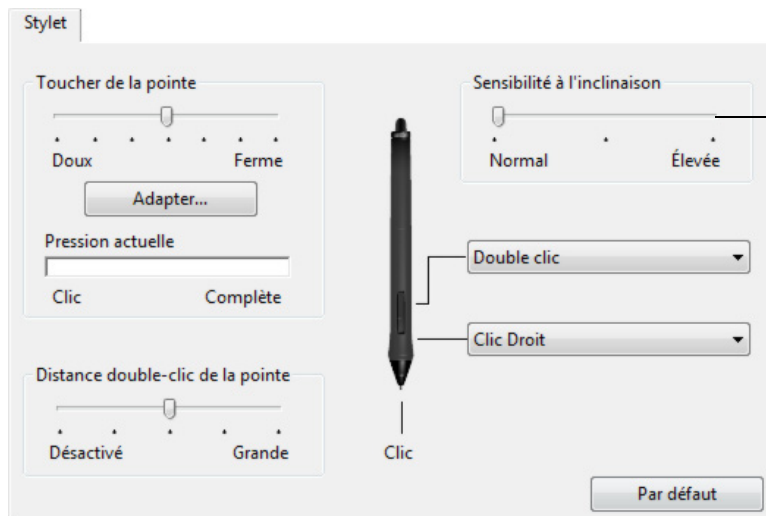 Stylet
Toucher de la pointe
Doux Ferme
Adapter...
Pression actuelle
Clic Complète
Distance double-clic de la pointe
Désactivé Grande
Sensibilité à l'inclinaison
Normal Élevée
Double clic
Clic Droit
Clic
Par défaut